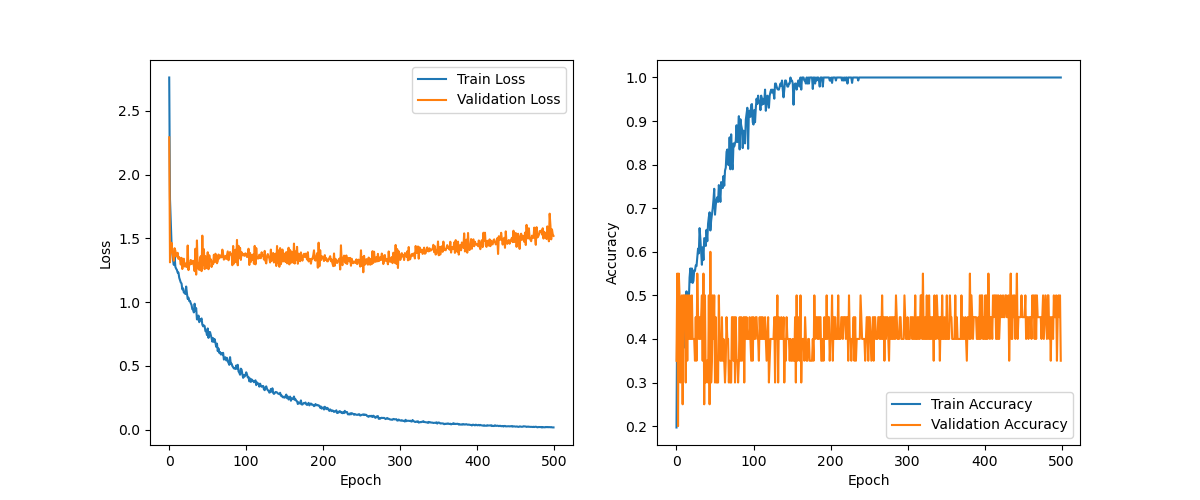 Train Loss
Validation Loss
2.5
2.0
1.5
1.0
0.5
0.0
Loss
0 100 200 300 400 500
Epoch
1.0
0.9
0.8
0.7
0.6
0.5
0.4
0.3
0.2
Accuracy
Train Accuracy
Validation Accuracy
0 100 200 300 400 500
Epoch